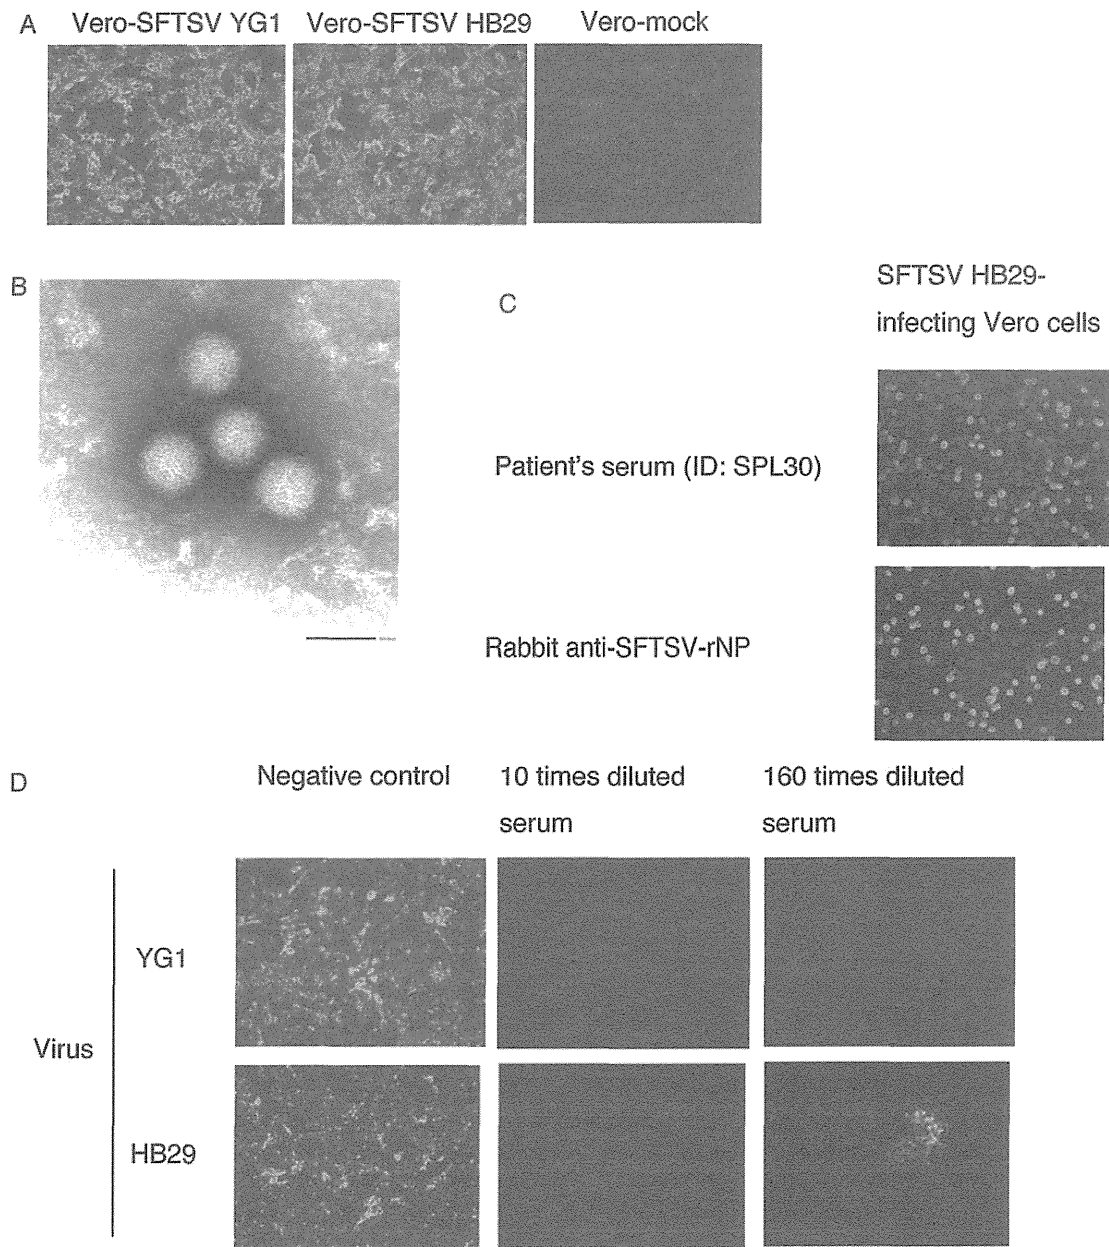 A
Vero-SFTSV YG1
Vero-SFTSV HB29
Vero-mock
B
C
SFTSV HB29-
infecting Vero cells
Patient's serum (ID: SPL30)
Rabbit anti-SFTSV-rNP
D
Negative control
10 times diluted
serum
160 times diluted
serum
Virus
YG1
HB29